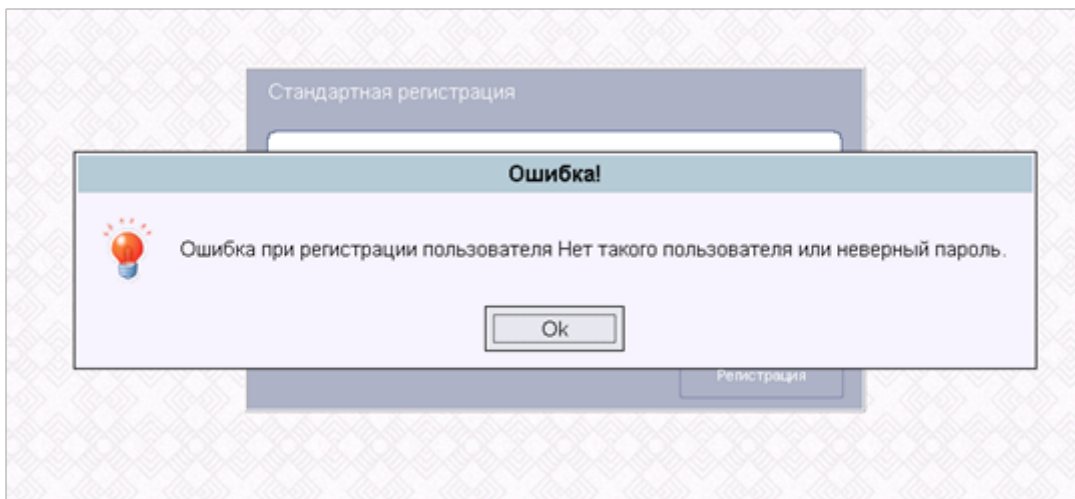 Стандартная регистрация
Ошибка!
Ошибка при регистрации пользователя Нет такого пользователя или неверный пароль.
Ok
Регистрация